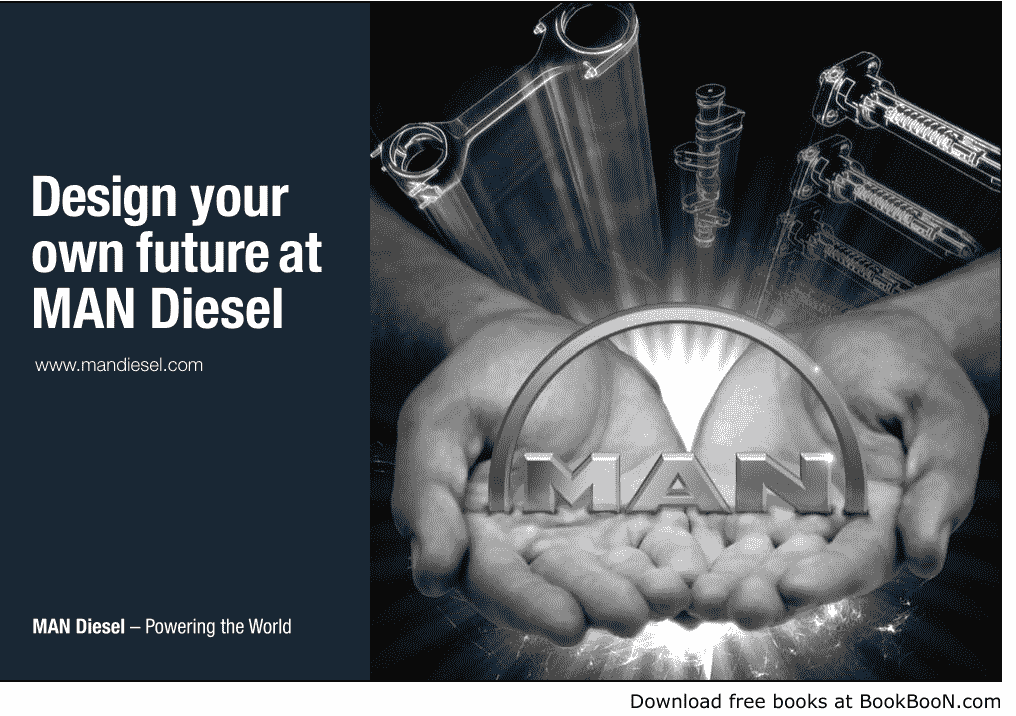 Design your
own future at
MAN Diesel
www.mandiesel.com
MAN
MAN Diesel – Powering the World
Download free books at BookBooN.com